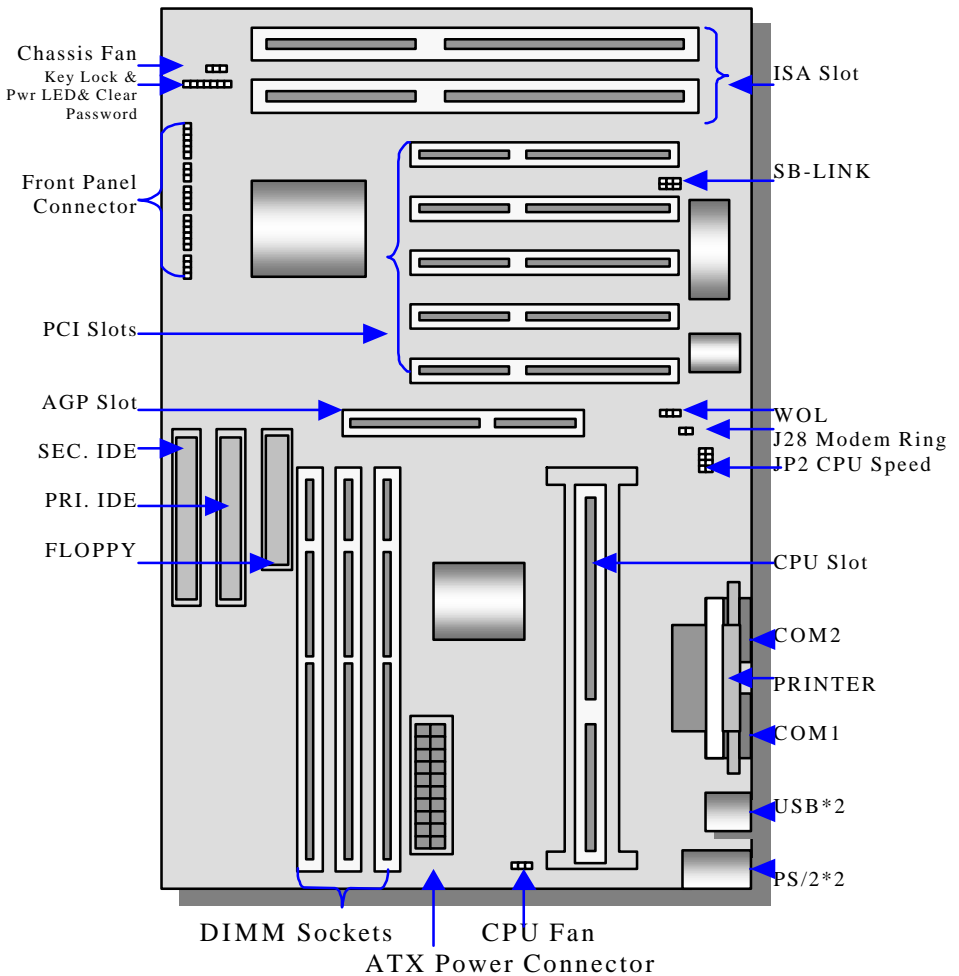 Chassis Fan
Key Lock &
Pwr LED& Clear
Password
Front Panel
Connector
PCI Slots
AGP Slot
SEC. IDE
PRI. IDE
FLOPPY
ISA Slot
SB-LINK
WOL
J28 Modem Ring
JP2 CPU Speed
CPU Slot
COM2
PRINTER
COM1
USB*2
PS/2*2
DIMM Sockets
CPU Fan
ATX Power Connector